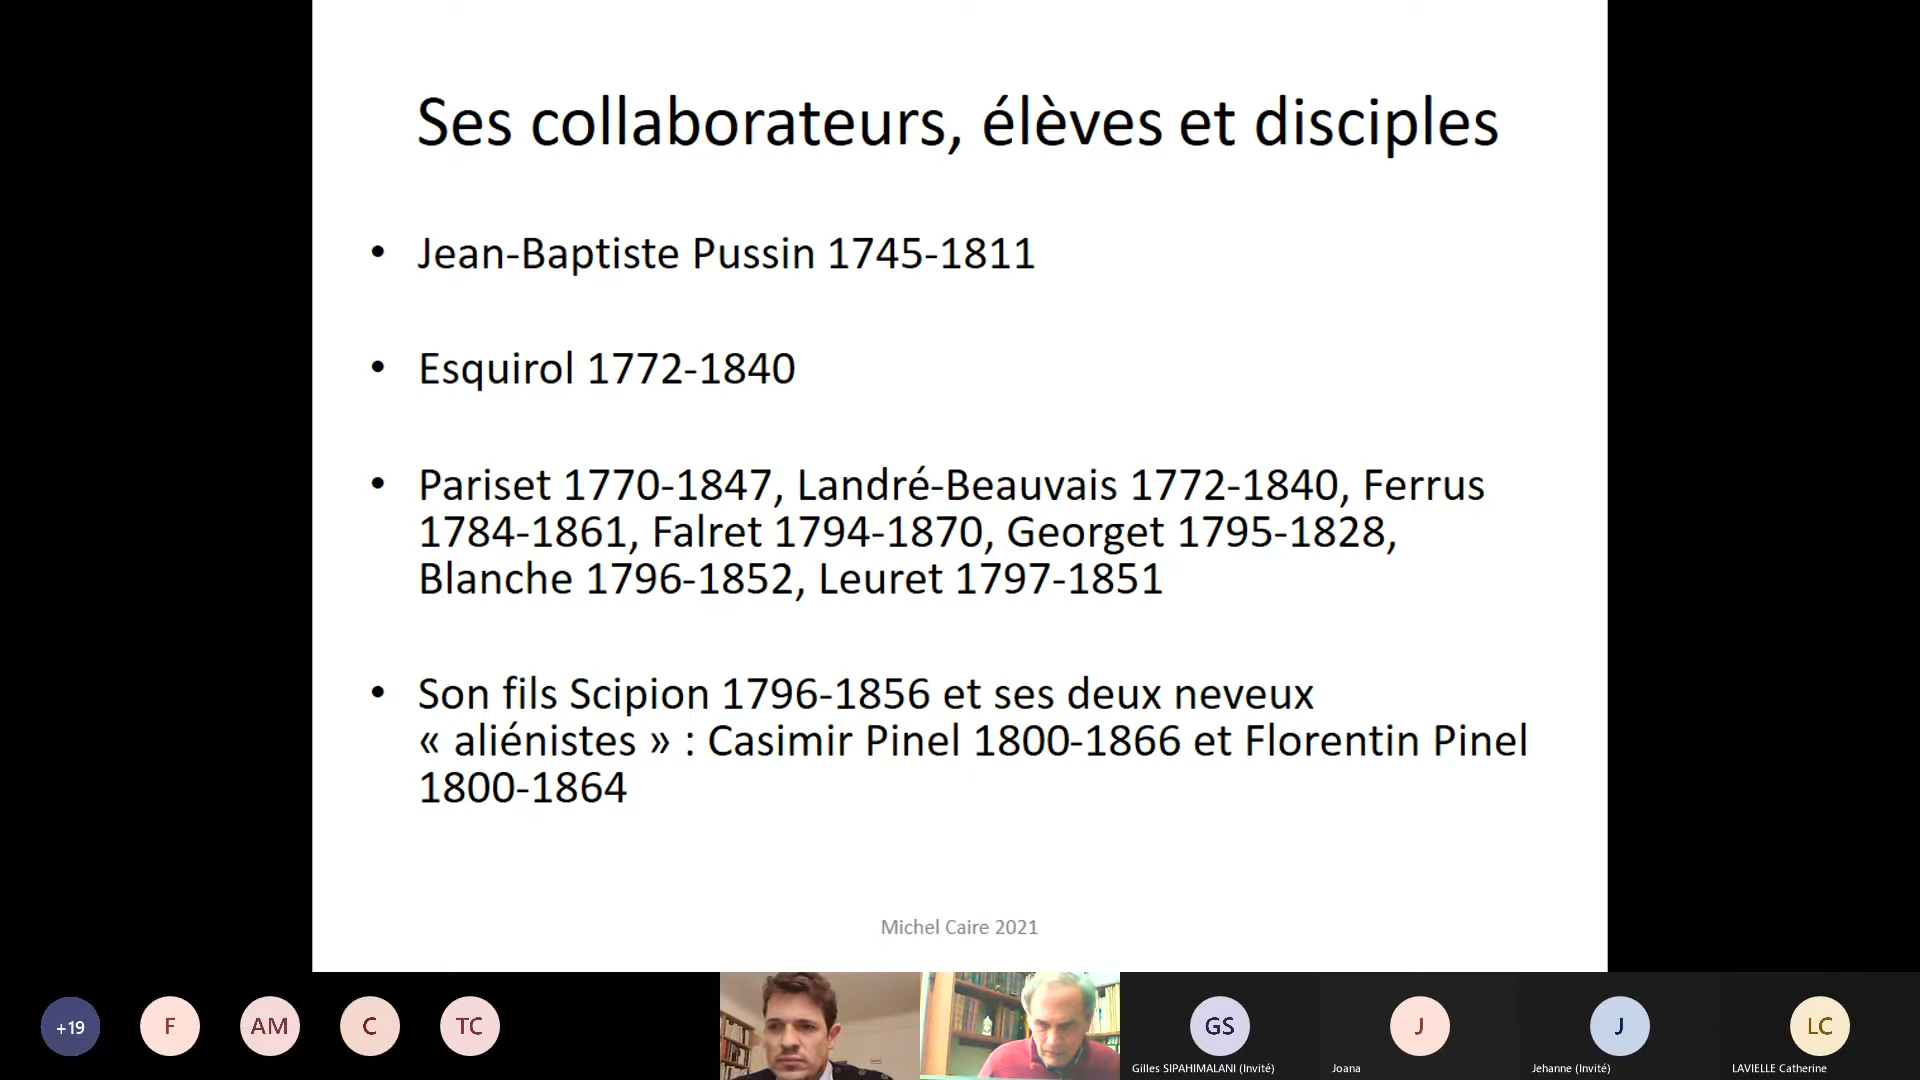 Ses collaborateurs, élèves et disciples
• Jean-Baptiste Pussin 1745-1811
• Esquirol 1772-1840
• Pariset 1770-1847, Landré-Beauvais 1772-1840, Ferrus
1784-1861, Falret 1794-1870, Georget 1795-1828,
Blanche 1796-1852, Leuret 1797-1851
• Son fils Scipion 1796-1856 et ses deux neveux
« aliénistes » : Casimir Pinel 1800-1866 et Florentin Pinel
1800-1864
Michel Caire 2021
+19 F AM C TC GS J J LC
Gilles SIPAHIMALANI (Invité) Joana Jehanne (Invité) LAVIELLE Catherine